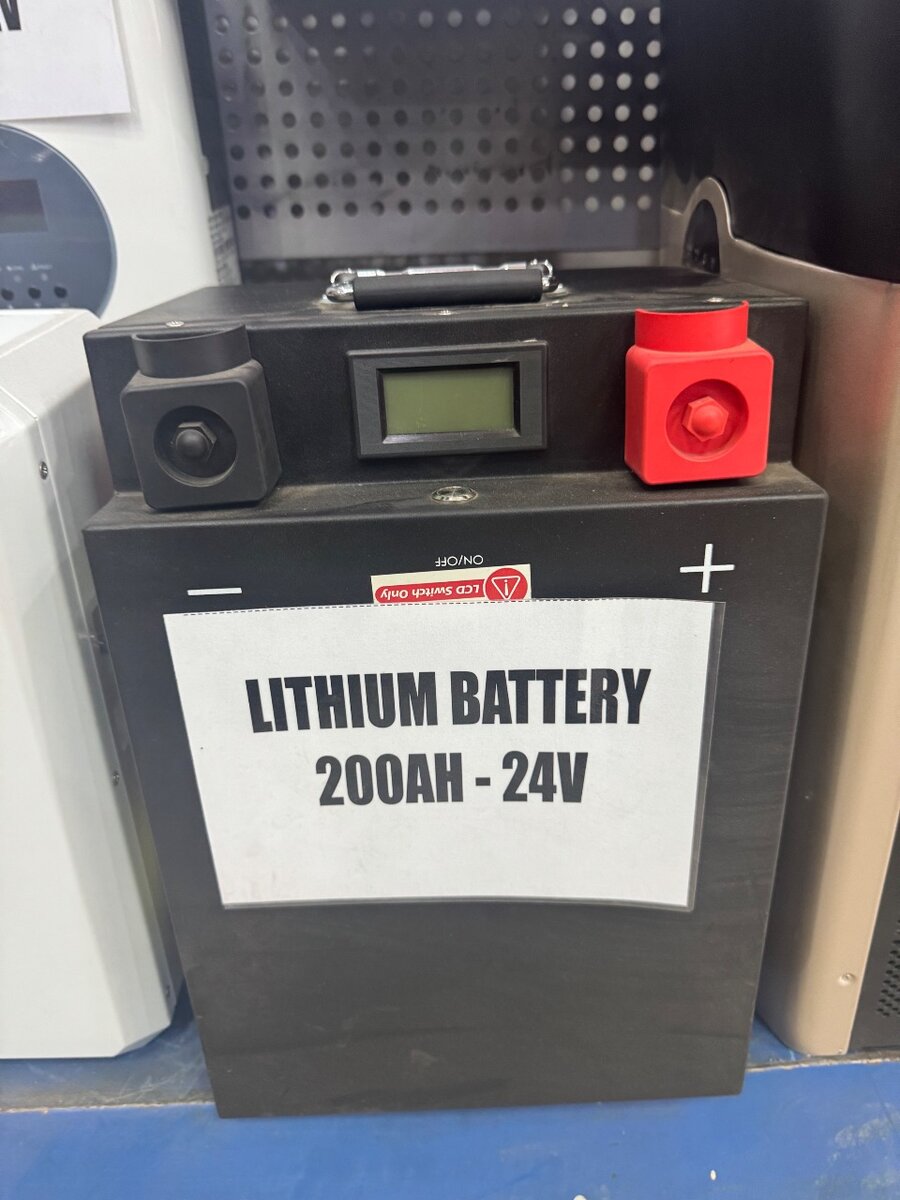 ON/OFF
LCD Switch Only
— +
LITHIUM BATTERY
200AH - 24V